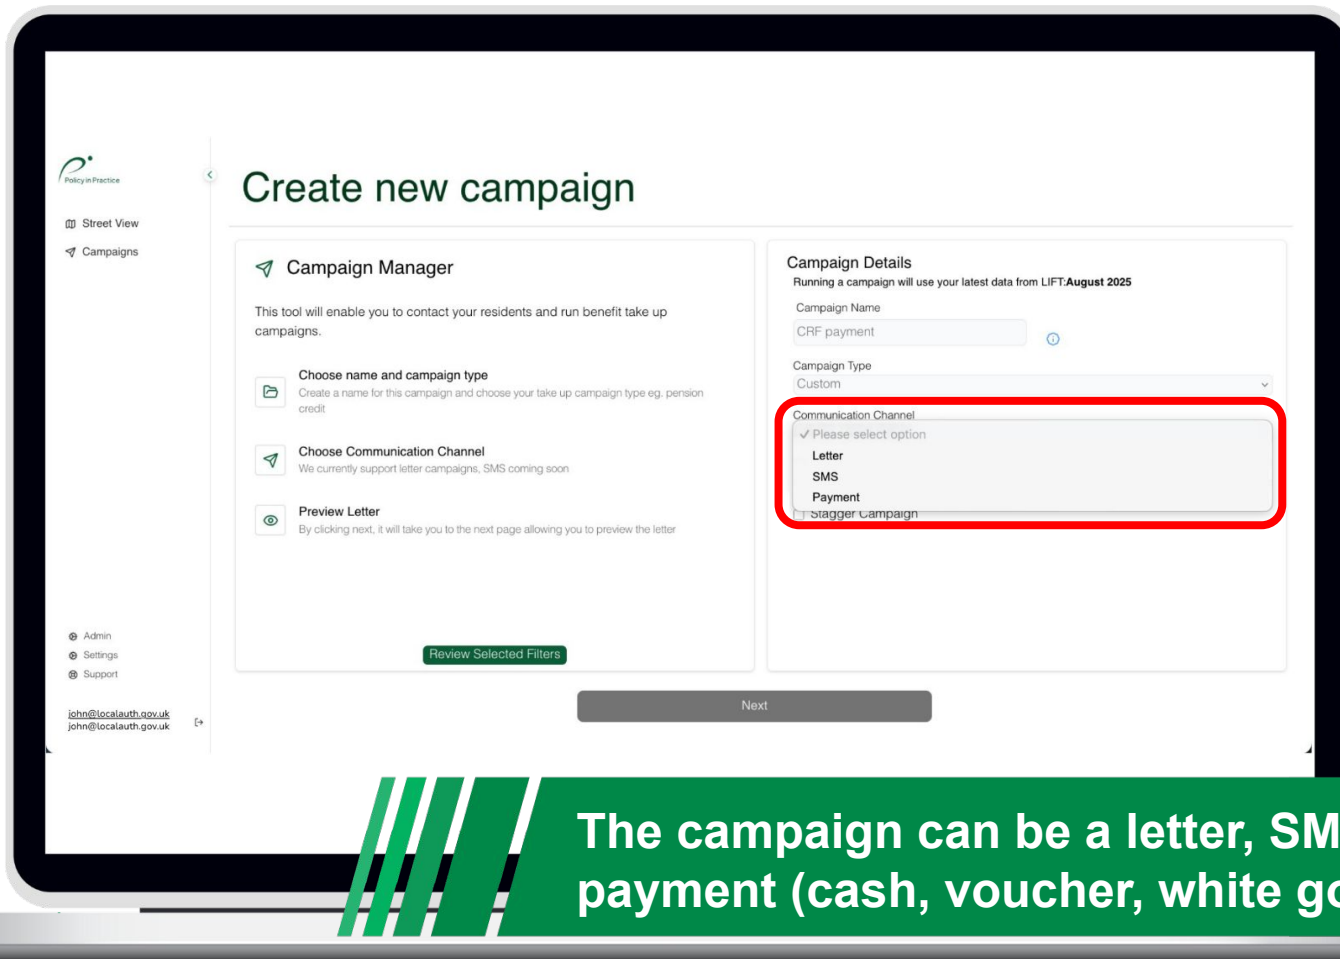 Policy in Practice
Street View
Campaigns
Create new campaign
Campaign Manager
This tool will enable you to contact your residents and run benefit take up
campaigns.
Choose name and campaign type
Create a name for this campaign and choose your take up campaign type eg. pension
credit
Choose Communication Channel
We currently support letter campaigns, SMS coming soon
Preview Letter
By clicking next, it will take you to the next page allowing you to preview the letter
Review Selected Filters
Campaign Details
Running a campaign will use your latest data from LIFT:August 2025
Campaign Name
CRF payment
Campaign Type
Custom
Communication Channel
✓ Please select option
Letter
SMS
Payment
Stagger Campaign
Next
Admin
Settings
Support
john@localauth.gov.uk
john@localauth.gov.uk
The campaign can be a letter, SM
payment (cash, voucher, white go